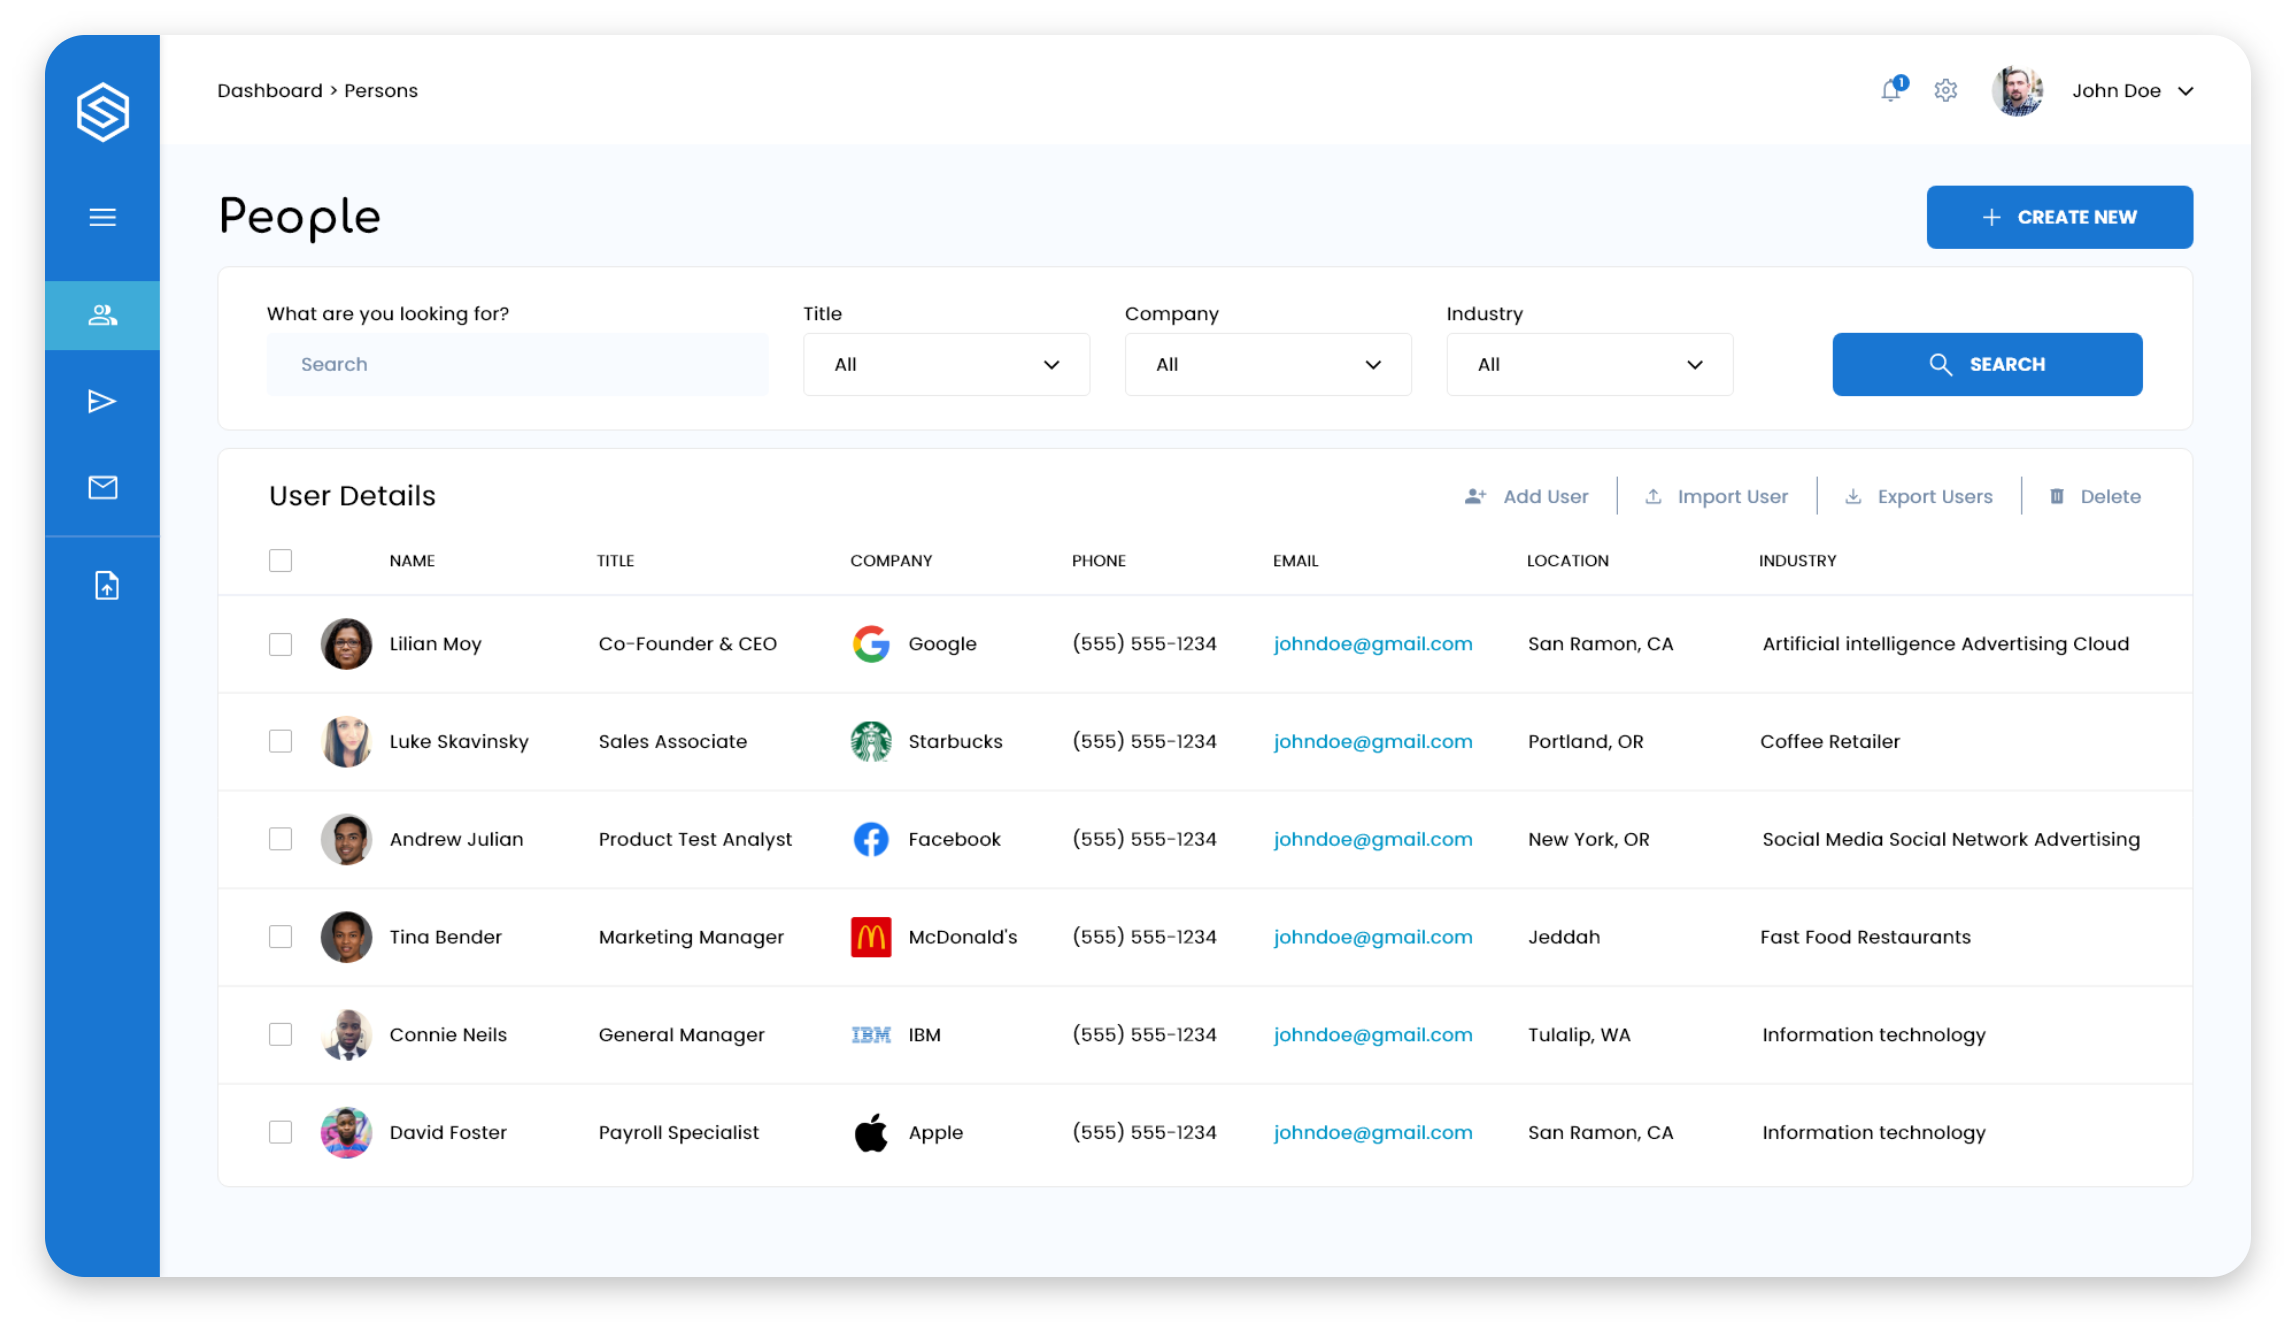 Dashboard > Persons
1
John Doe
People
CREATE NEW
What are you looking for?
Title
Company
Industry
Search
All
All
All
SEARCH
User Details
Add User
Import User
Export Users
Delete
NAME TITLE COMPANY PHONE EMAIL LOCATION INDUSTRY
Lilian Moy Co-Founder & CEO Google (555) 555-1234 johndoe@gmail.com San Ramon, CA Artificial intelligence Advertising Cloud
Luke Skavinsky Sales Associate Starbucks (555) 555-1234 johndoe@gmail.com Portland, OR Coffee Retailer
Andrew Julian Product Test Analyst Facebook (555) 555-1234 johndoe@gmail.com New York, OR Social Media Social Network Advertising
Tina Bender Marketing Manager McDonald's (555) 555-1234 johndoe@gmail.com Jeddah Fast Food Restaurants
Connie Neils General Manager IBM IBM (555) 555-1234 johndoe@gmail.com Tulalip, WA Information technology
David Foster Payroll Specialist Apple (555) 555-1234 johndoe@gmail.com San Ramon, CA Information technology